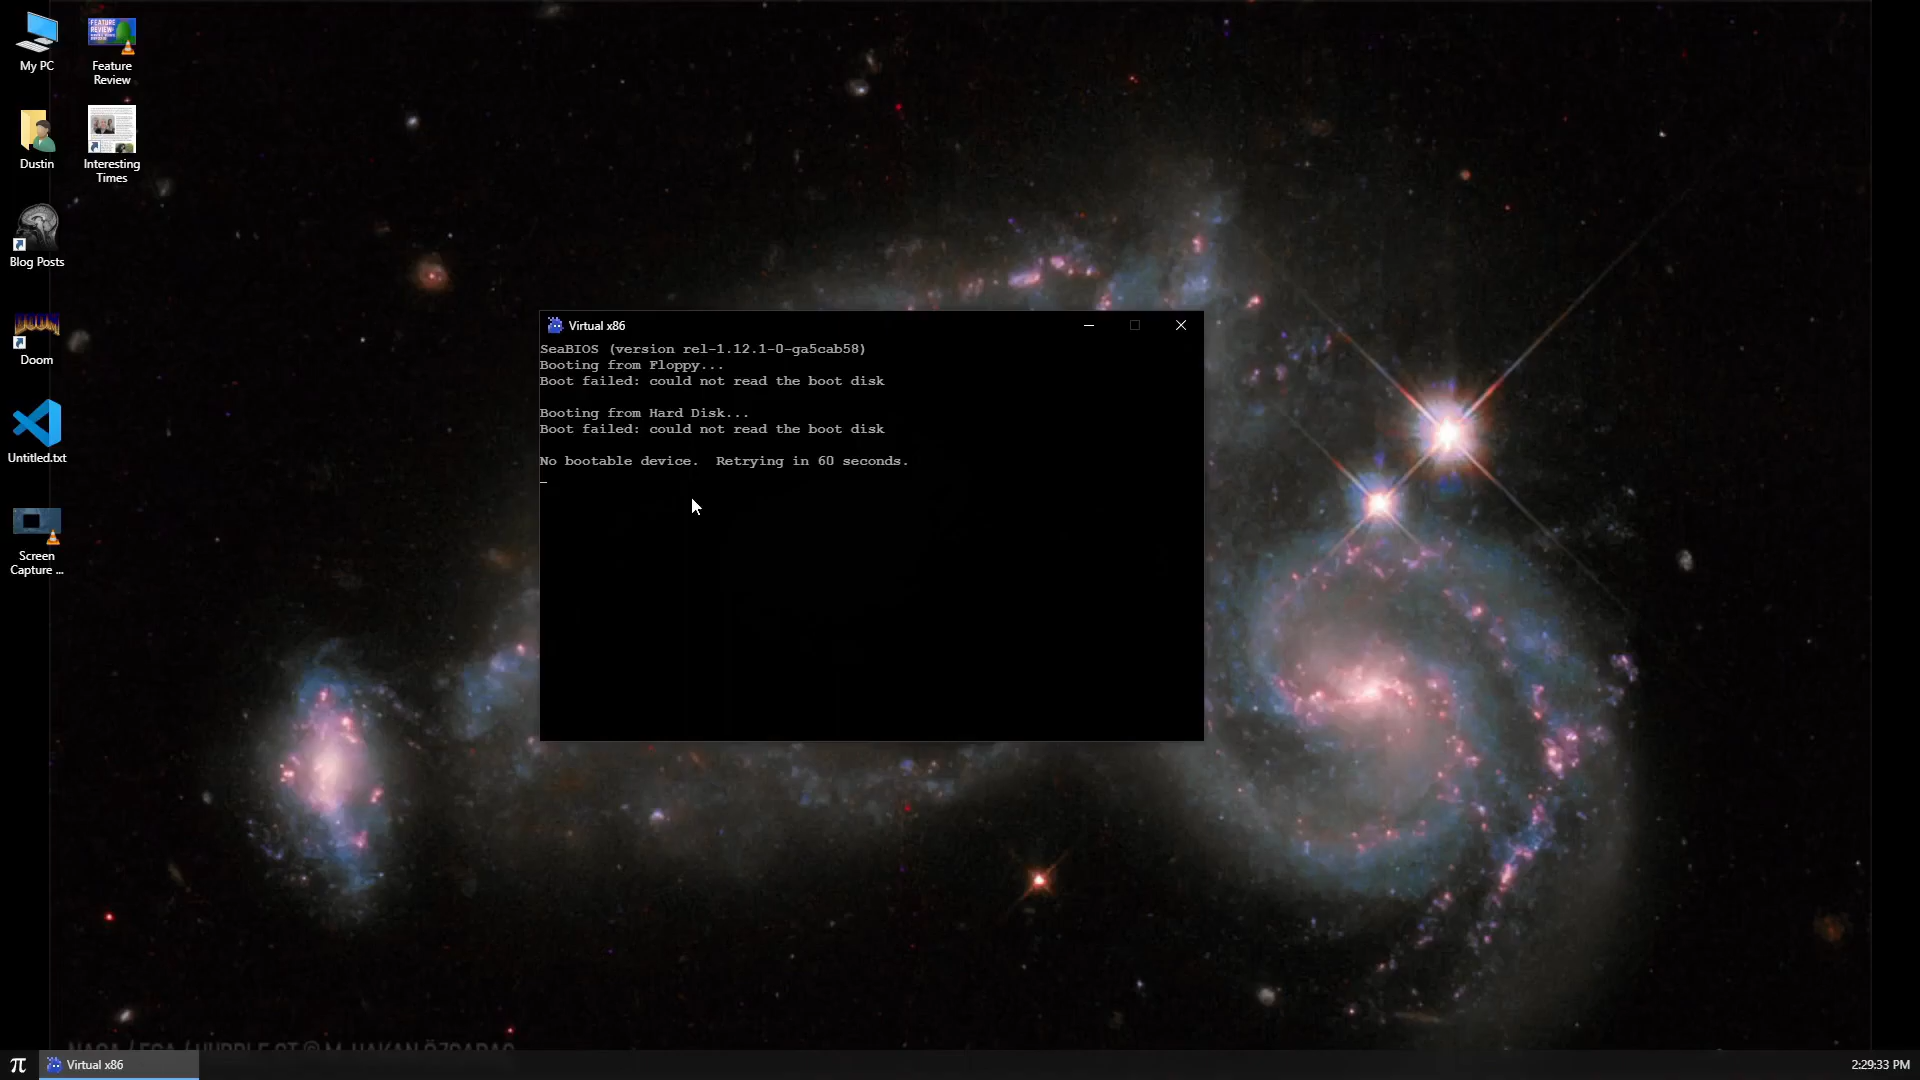 My PC
Feature
Review
FEATURE
REVIEW
Dustin
Interesting
Times
Blog Posts
Doom
Untitled.txt
Screen
Capture ...
Virtual x86
SeaBIOS (version rel-1.12.1-0-ga5cab58)
Booting from Floppy...
Boot failed: could not read the boot disk
Booting from Hard Disk...
Boot failed: could not read the boot disk
No bootable device.  Retrying in 60 seconds.
_
π
Virtual x86
2:29:33 PM